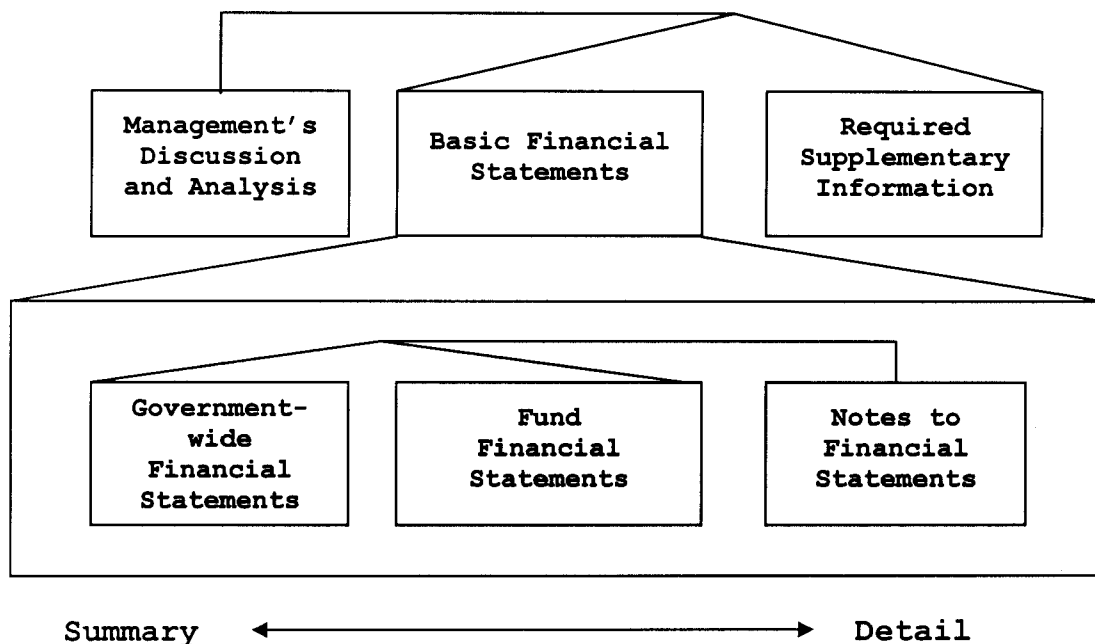 Management's
Discussion
and Analysis
Basic Financial
Statements
Required
Supplementary
Information
Government-
wide
Financial
Statements
Fund
Financial
Statements
Notes to
Financial
Statements
Summary
Detail